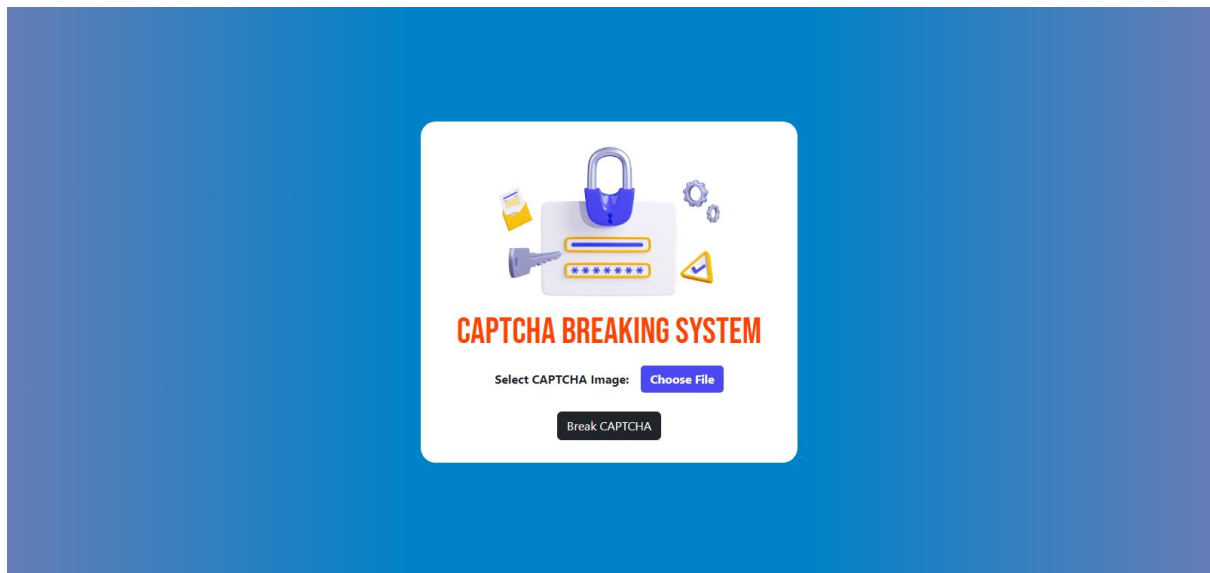 *******
CAPTCHA BREAKING SYSTEM
Select CAPTCHA Image: Choose File
Break CAPTCHA